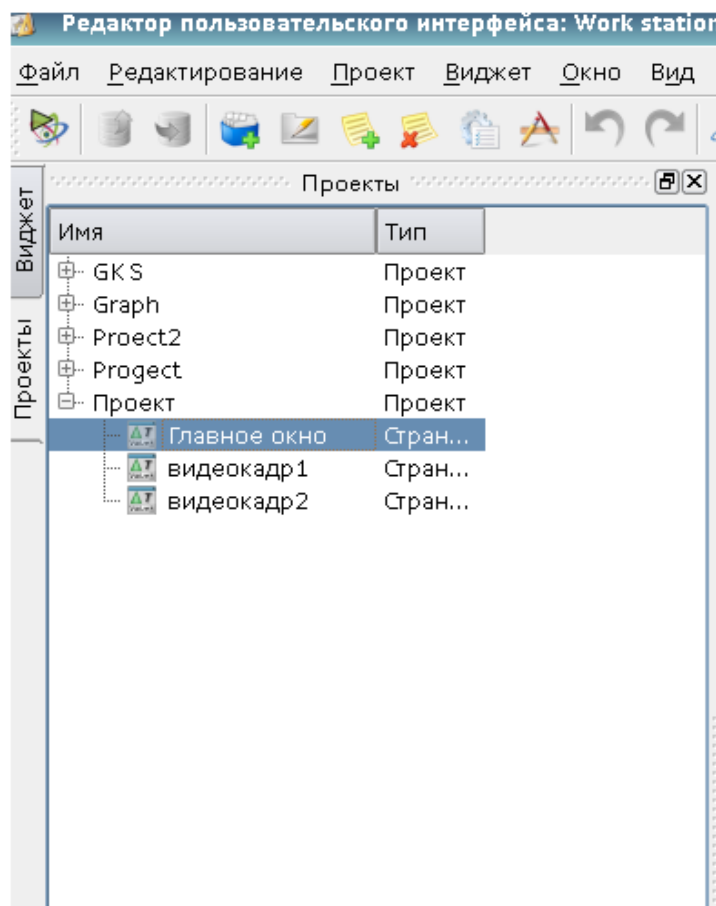 Редактор пользовательского интерфейса: Work station
Файл Редактирование Проект Виджет Окно Вид
Проекты
Виджет
Проекты
Имя Тип
GKS Проект
Graph Проект
Proect2 Проект
Progect Проект
Проект Проект
Главное окно Стран...
видеокадр1 Стран...
видеокадр2 Стран...